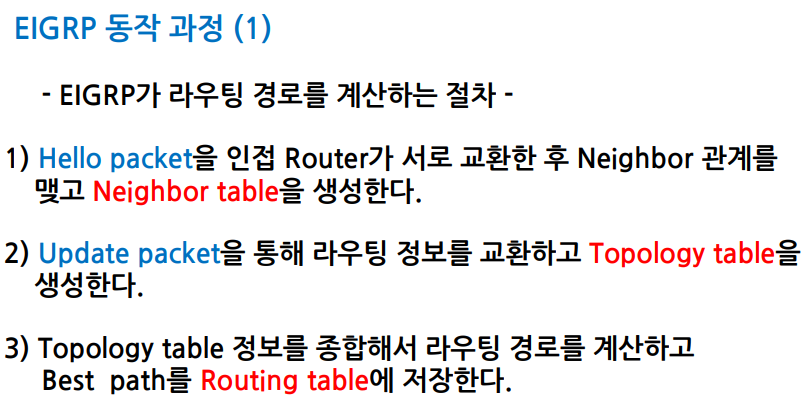 EIGRP 동작 과정 (1)
- EIGRP가 라우팅 경로를 계산하는 절차 -
1) Hello packet을 인접 Router가 서로 교환한 후 Neighbor 관계를
맺고 Neighbor table을 생성한다.
2) Update packet을 통해 라우팅 정보를 교환하고 Topology table을
생성한다.
3) Topology table 정보를 종합해서 라우팅 경로를 계산하고
Best path를 Routing table에 저장한다.